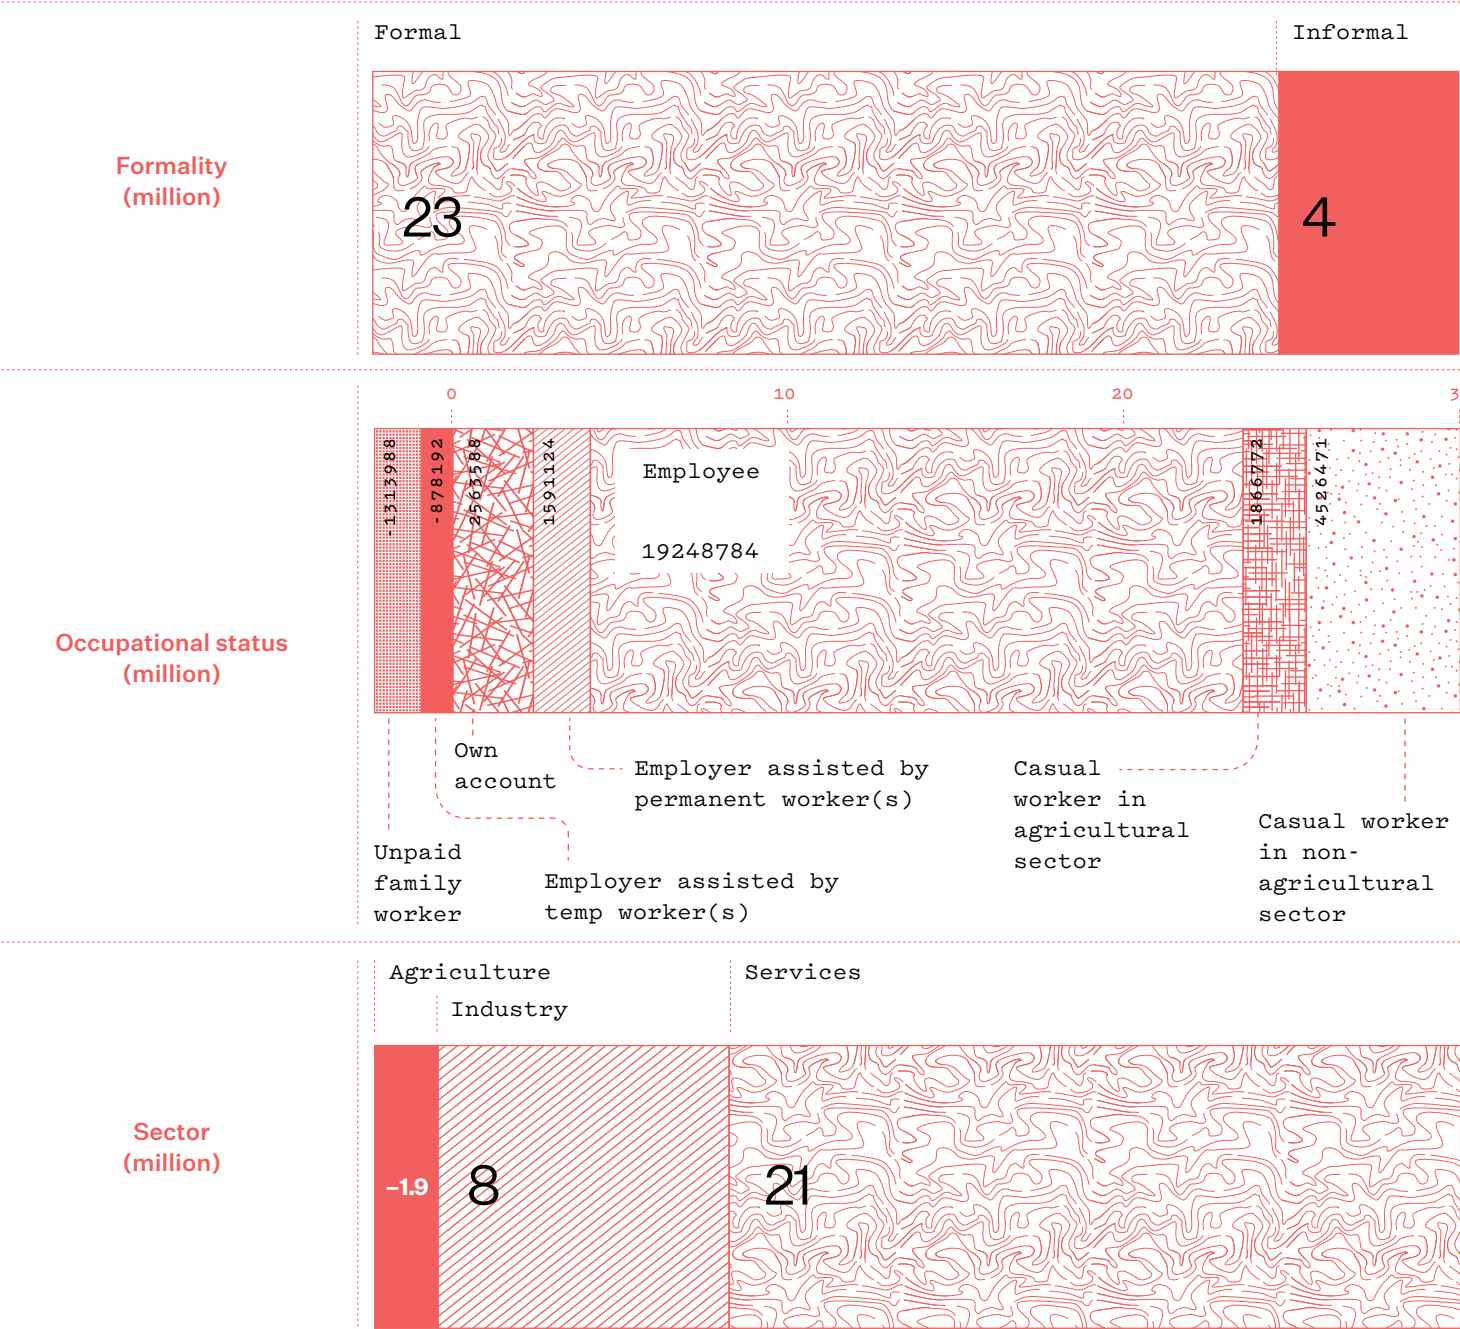 Formal
Informal
Formality
(million)
23
4
0
10
20
3
-1313988
-878192
2563588
1591124
Employee
19248784
1866772
4526471
Occupational status
(million)
Own
account
Employer assisted by
permanent worker(s)
Casual
worker in
agricultural
sector
Casual worker
in non-
agricultural
sector
Unpaid
family
worker
Employer assisted by
temp worker(s)
Agriculture
Industry
Services
Sector
(million)
–1.9
8
21